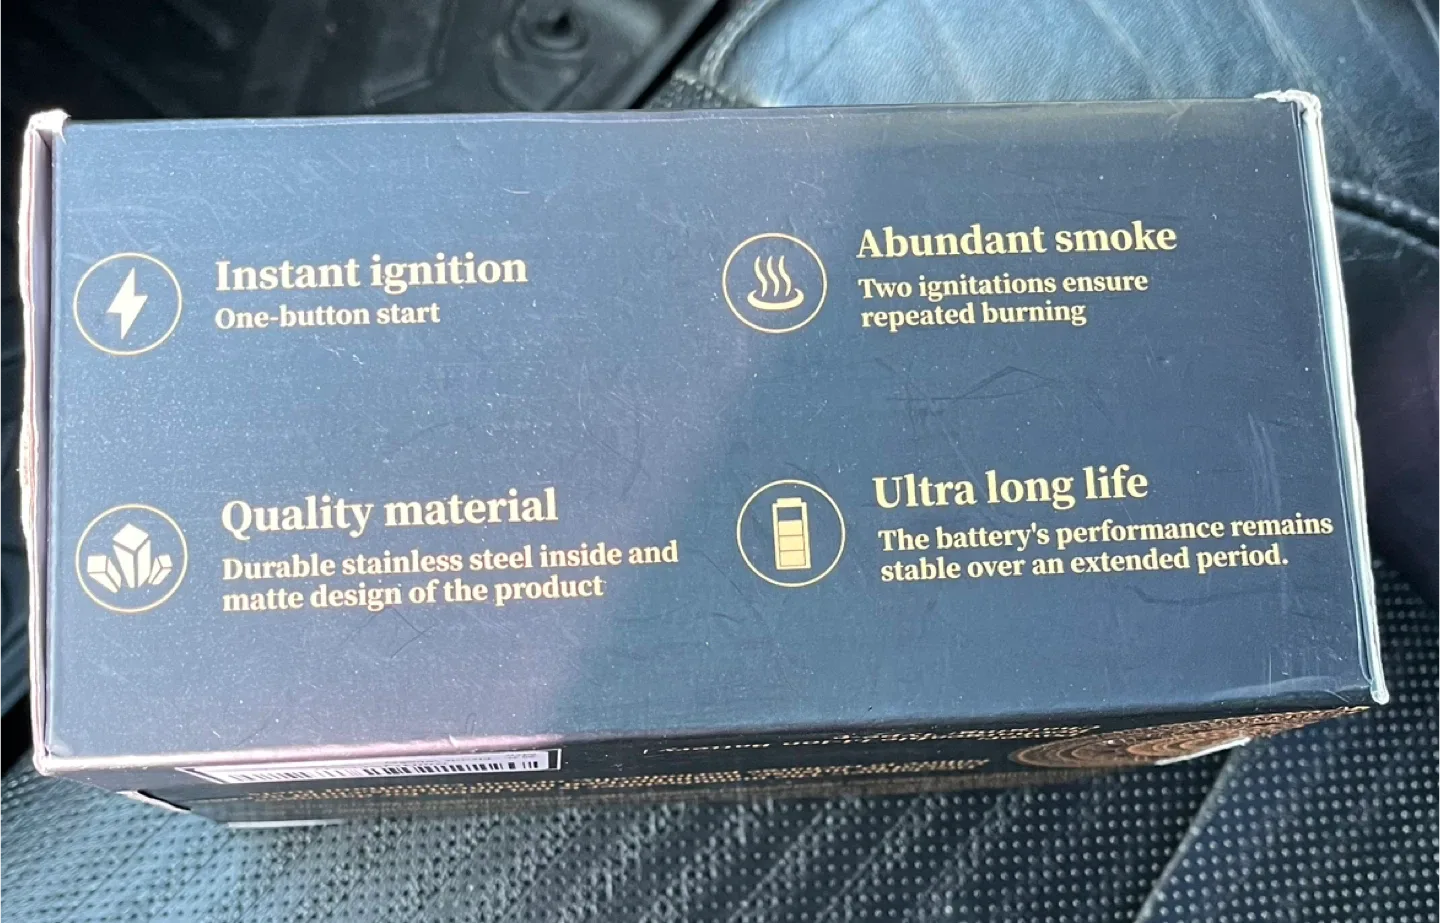 Instant ignition
One-button start
Abundant smoke
Two ignitations ensure
repeated burning
Quality material
Durable stainless steel inside and
matte design of the product
Ultra long life
The battery's performance remains
stable over an extended period.